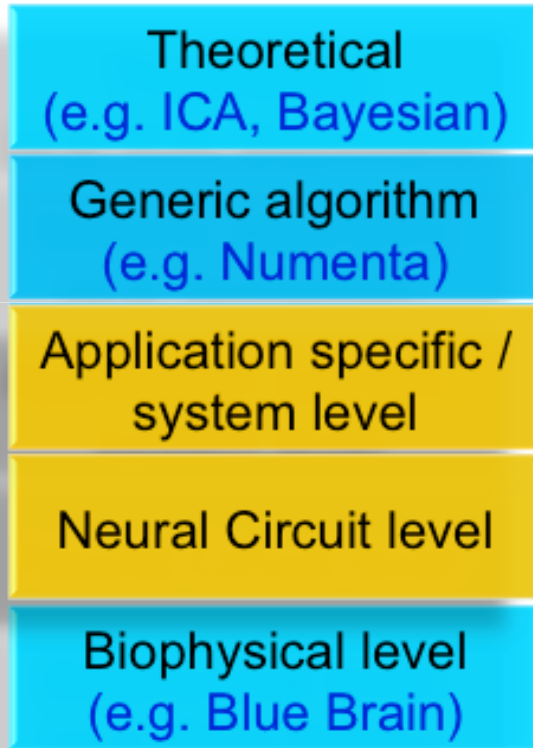 Theoretical
(e.g. ICA, Bayesian)
Generic algorithm
(e.g. Numenta)
Application specific /
system level
Neural Circuit level
Biophysical level
(e.g. Blue Brain)